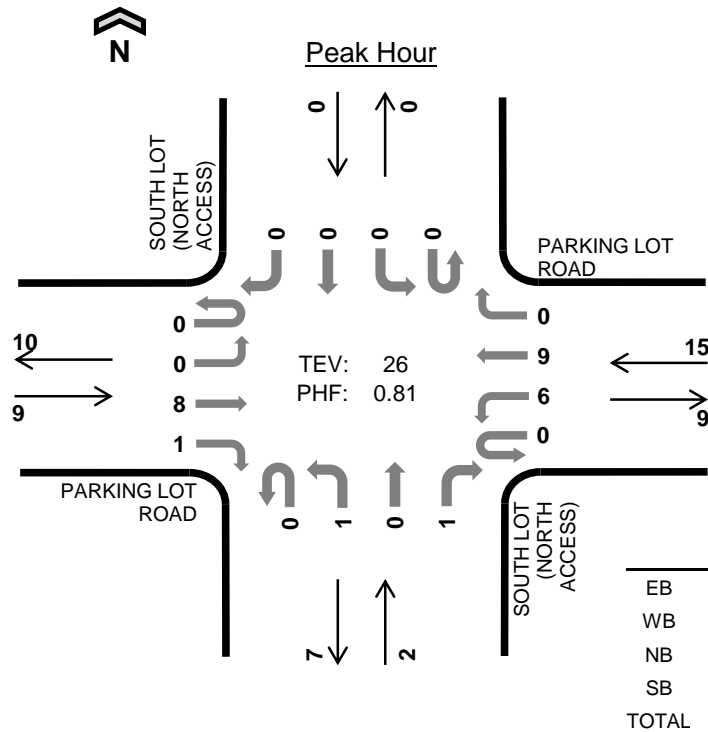 N
Peak Hour
0
0
SOUTH LOT
(NORTH
ACCESS)
0
0
0
0
PARKING LOT
ROAD
0
0
8
1
10
9
TEV: 26
PHF: 0.81
0
9
6
0
15
9
PARKING LOT
ROAD
0
1
0
1
SOUTH LOT
(NORTH
ACCESS)
7
2
EB
WB
NB
SB
TOTAL